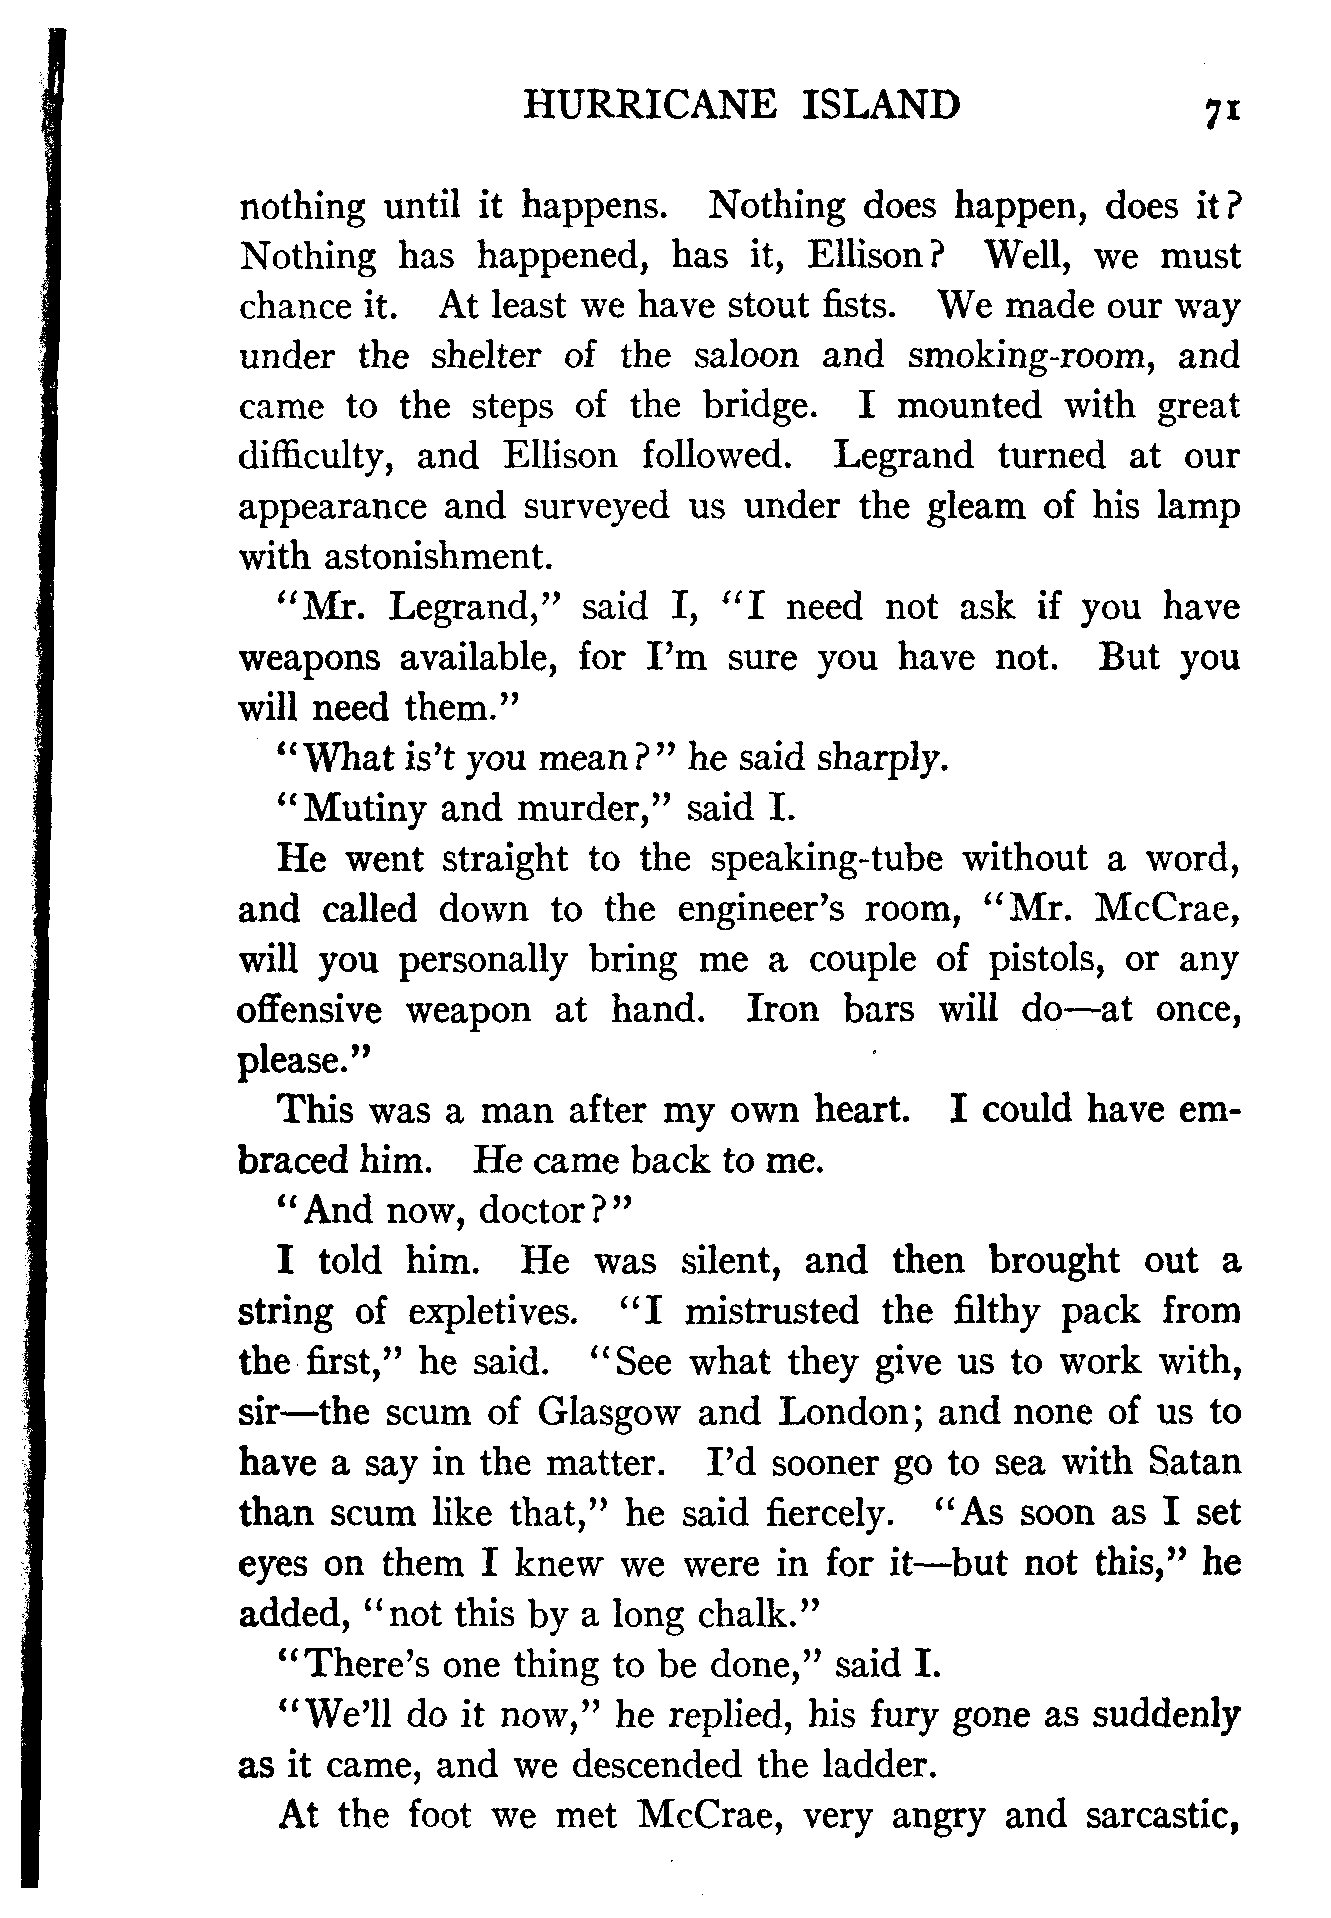 HURRICANE ISLAND 71
nothing until it happens. Nothing does happen, does it?
Nothing has happened, has it, Ellison? Well, we must
chance it. At least we have stout fists. We made our way
under the shelter of the saloon and smoking-room, and
came to the steps of the bridge. I mounted with great
difficulty, and Ellison followed. Legrand turned at our
appearance and surveyed us under the gleam of his lamp
with astonishment.
"Mr. Legrand," said I, "I need not ask if you have
weapons available, for I'm sure you have not. But you
will need them."
"What is't you mean?" he said sharply.
"Mutiny and murder," said I.
He went straight to the speaking-tube without a word,
and called down to the engineer's room, "Mr. McCrae,
will you personally bring me a couple of pistols, or any
offensive weapon at hand. Iron bars will do—at once,
please."
This was a man after my own heart. I could have em-
braced him. He came back to me.
"And now, doctor?"
I told him. He was silent, and then brought out a
string of expletives. "I mistrusted the filthy pack from
the first," he said. "See what they give us to work with,
sir—the scum of Glasgow and London; and none of us to
have a say in the matter. I'd sooner go to sea with Satan
than scum like that," he said fiercely. "As soon as I set
eyes on them I knew we were in for it—but not this," he
added, "not this by a long chalk."
"There's one thing to be done," said I.
"We'll do it now," he replied, his fury gone as suddenly
as it came, and we descended the ladder.
At the foot we met McCrae, very angry and sarcastic,